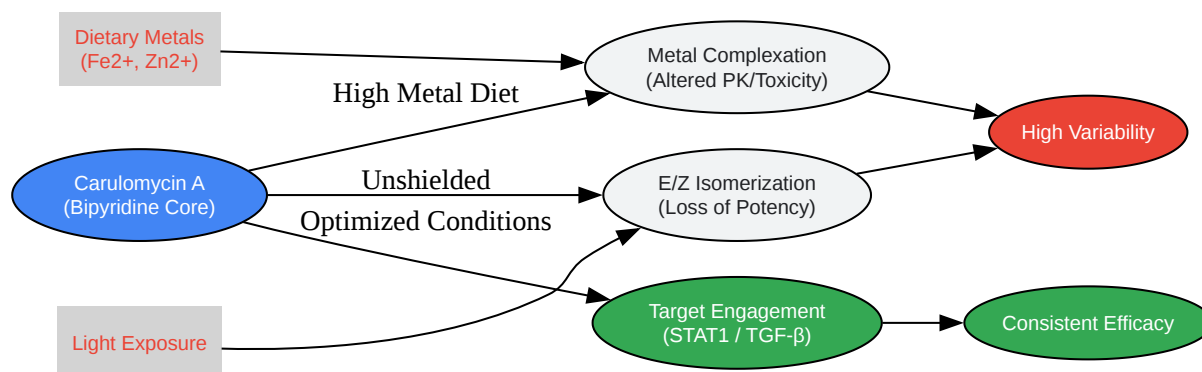 Dietary Metals
(Fe2+, Zn2+)
Metal Complexation
(Altered PK/Toxicity)
High Metal Diet
High Variability
Carulomycin A
(Bipyridine Core)
Unshielded
E/Z Isomerization
(Loss of Potency)
Optimized Conditions
Target Engagement
(STAT1 / TGF-β)
Consistent Efficacy
Light Exposure